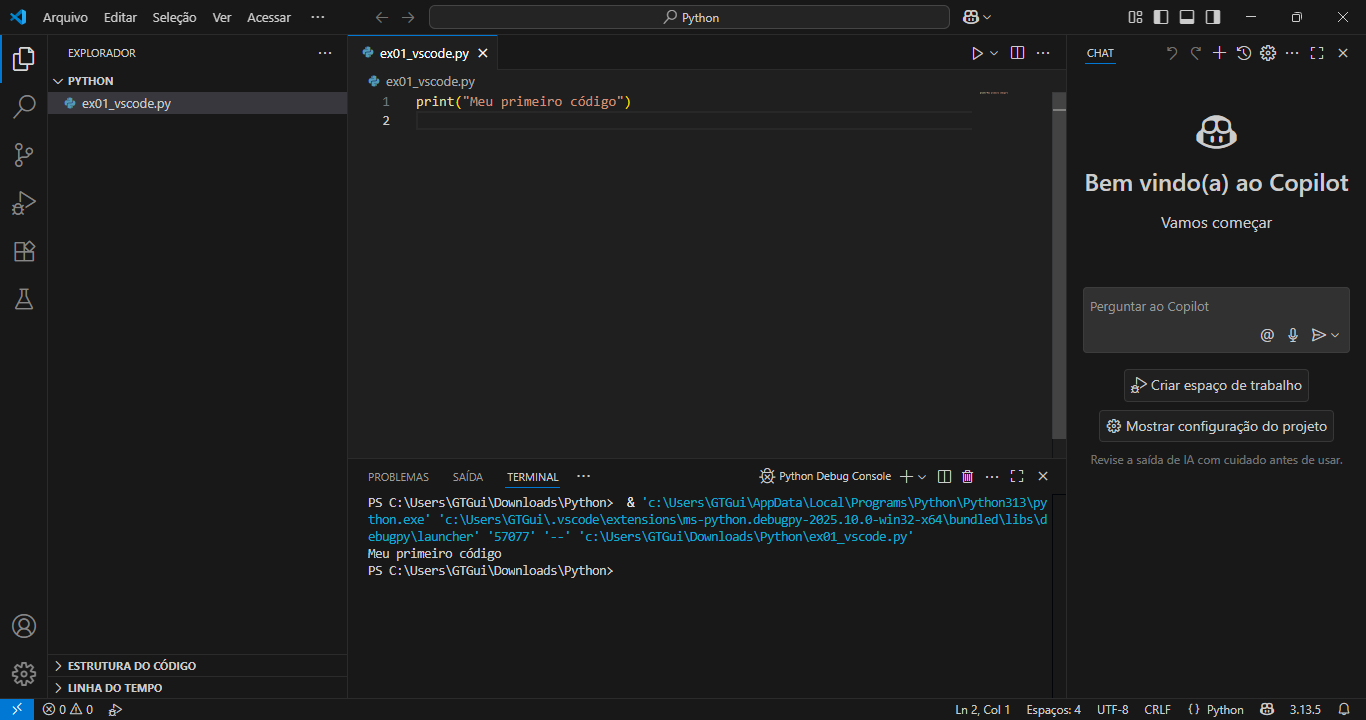 Arquivo Editar Seleção Ver Acessar ··· Python
EXPLORADOR ···
PYTHON
ex01_vscode.py
ESTRUTURA DO CÓDIGO
LINHA DO TEMPO
ex01_vscode.py
ex01_vscode.py
1 print("Meu primeiro código")
2
PROBLEMAS SAÍDA TERMINAL ··· Python Debug Console
PS C:\Users\GTGui\Downloads\Python> & 'c:\Users\GTGui\AppData\Local\Programs\Python\Python313\py
thon.exe' 'c:\Users\GTGui\.vscode\extensions\ms-python.debugpy-2025.10.0-win32-x64\bundled\libs\d
ebugpy\launcher' '57077' '--' 'c:\Users\GTGui\Downloads\Python\ex01_vscode.py'
Meu primeiro código
PS C:\Users\GTGui\Downloads\Python>
CHAT
Bem vindo(a) ao Copilot
Vamos começar
Perguntar ao Copilot
@
Criar espaço de trabalho
Mostrar configuração do projeto
Revise a saída de IA com cuidado antes de usar.
0 0 Ln 2, Col 1 Espaços: 4 UTF-8 CRLF {} Python 3.13.5